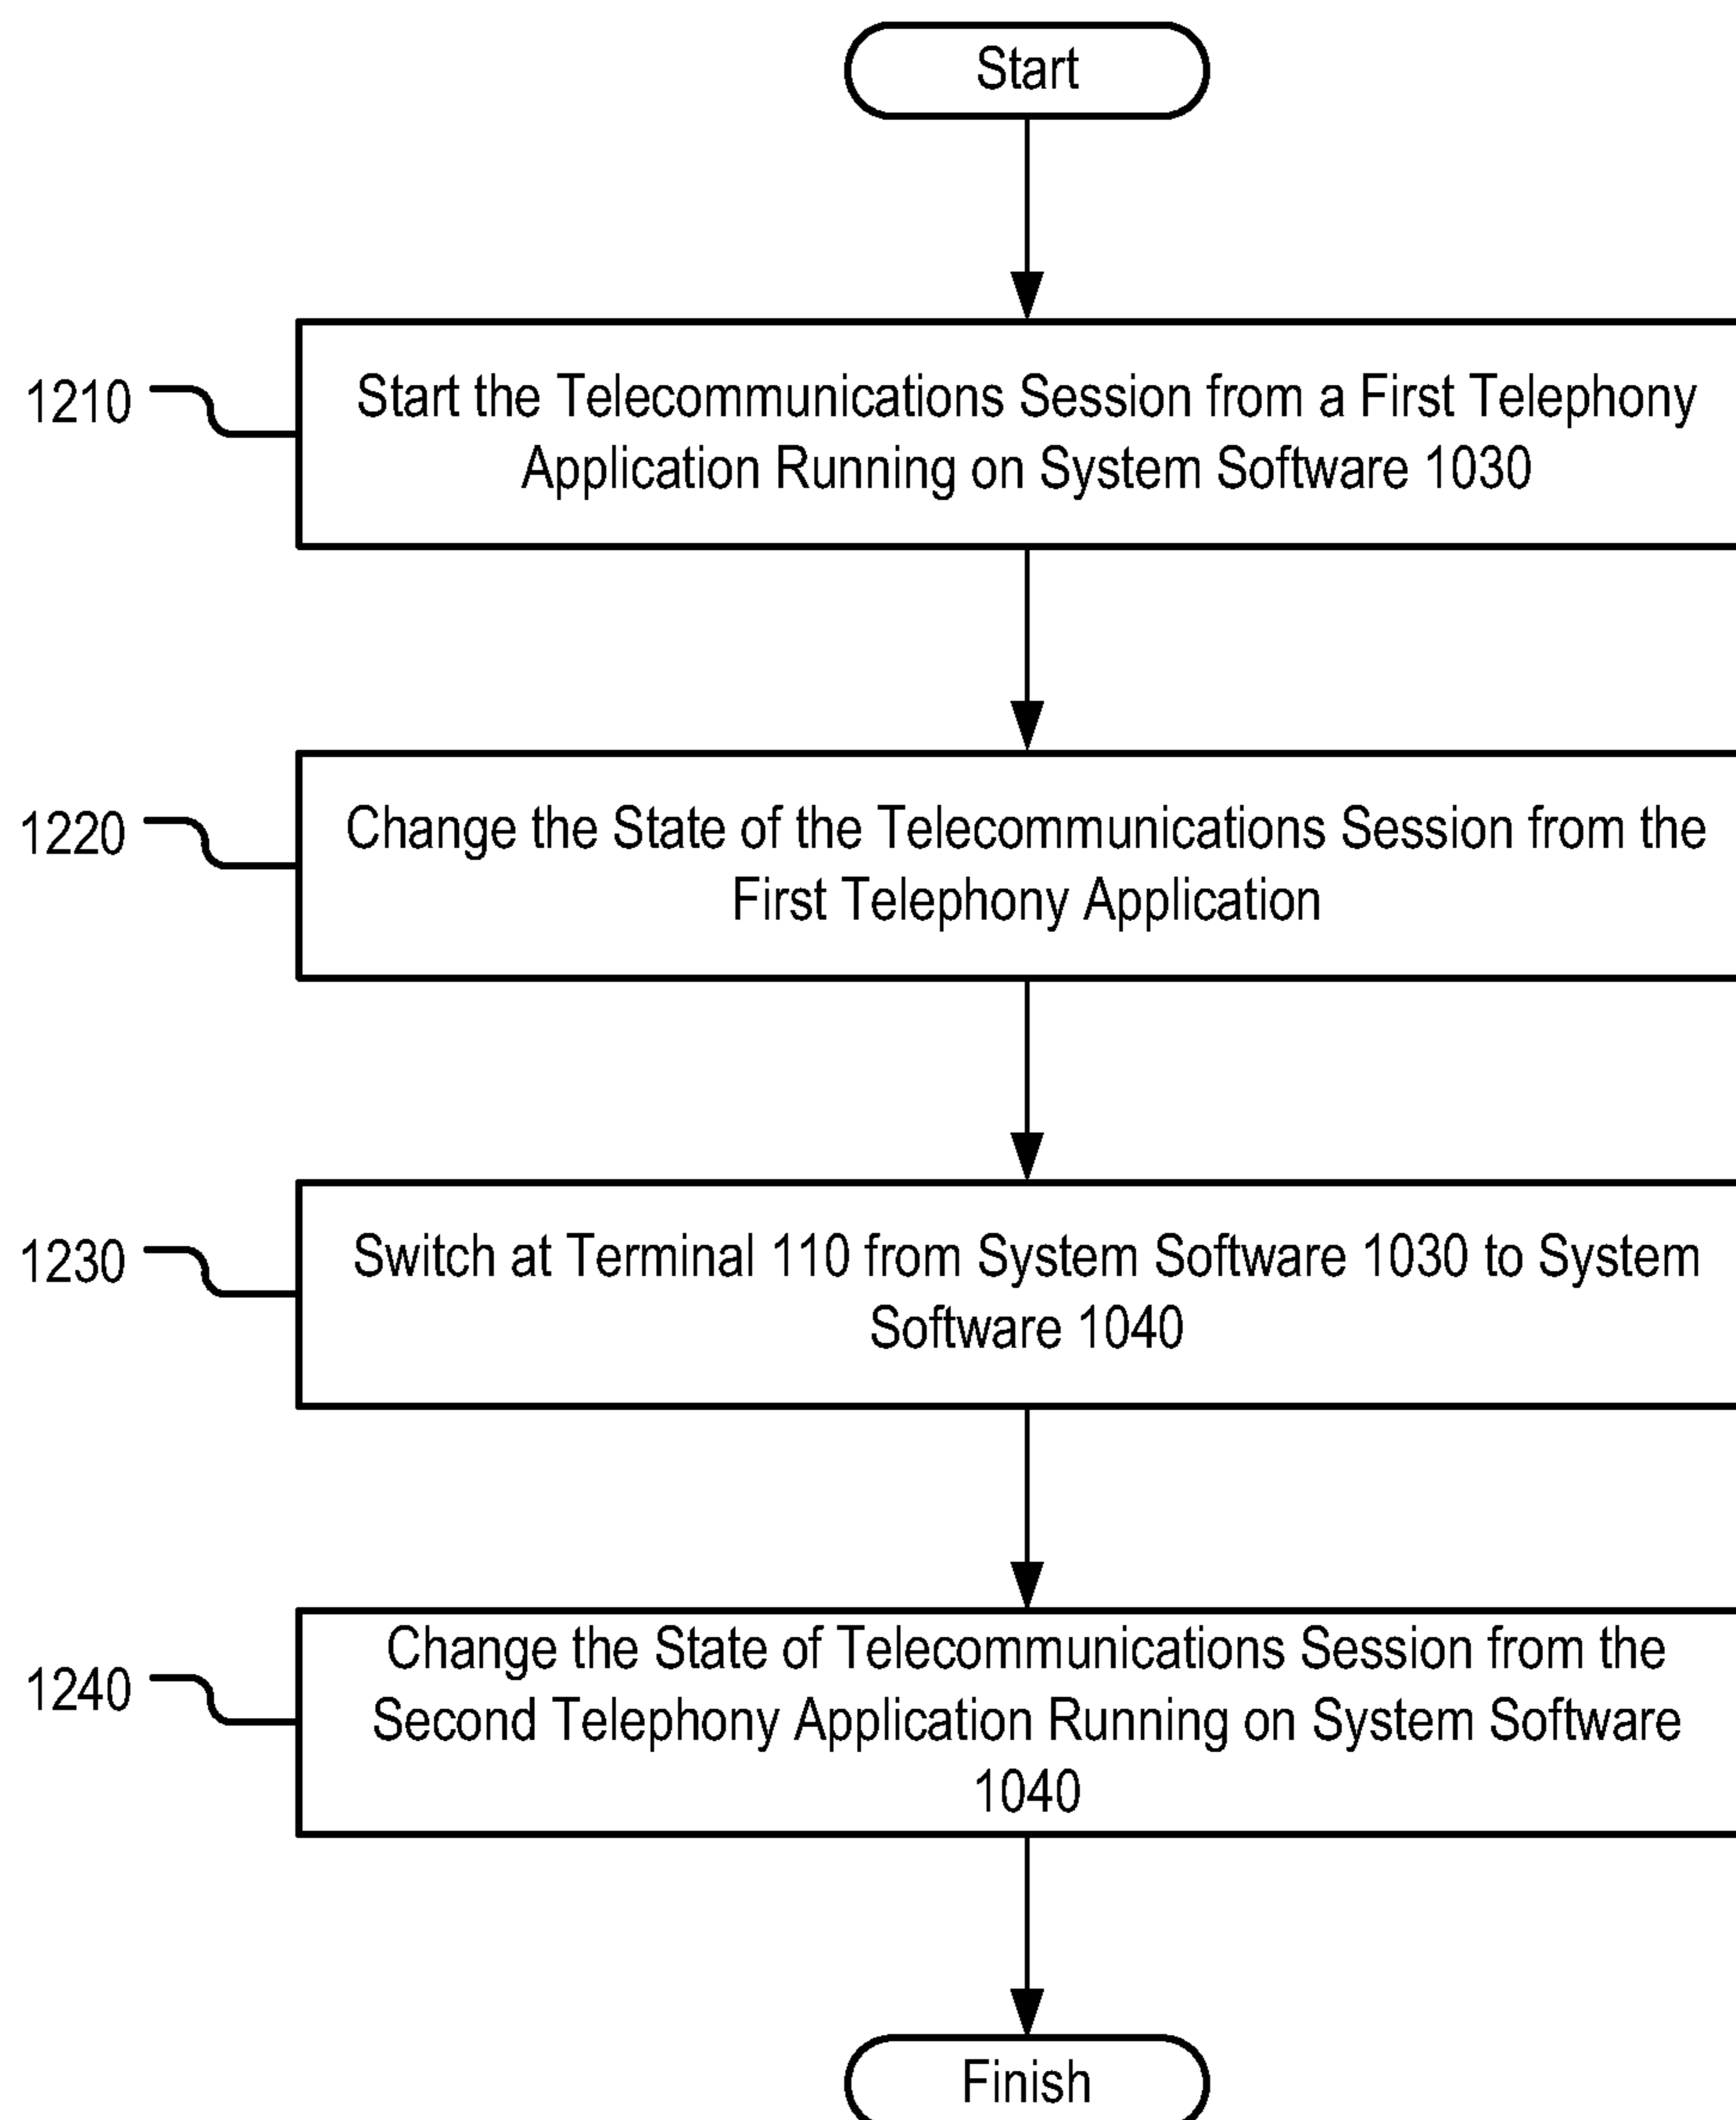 Start
1210
Start the Telecommunications Session from a First Telephony
Application Running on System Software 1030
1220
Change the State of the Telecommunications Session from the
First Telephony Application
1230
Switch at Terminal 110 from System Software 1030 to System
Software 1040
1240
Change the State of Telecommunications Session from the
Second Telephony Application Running on System Software
1040
Finish